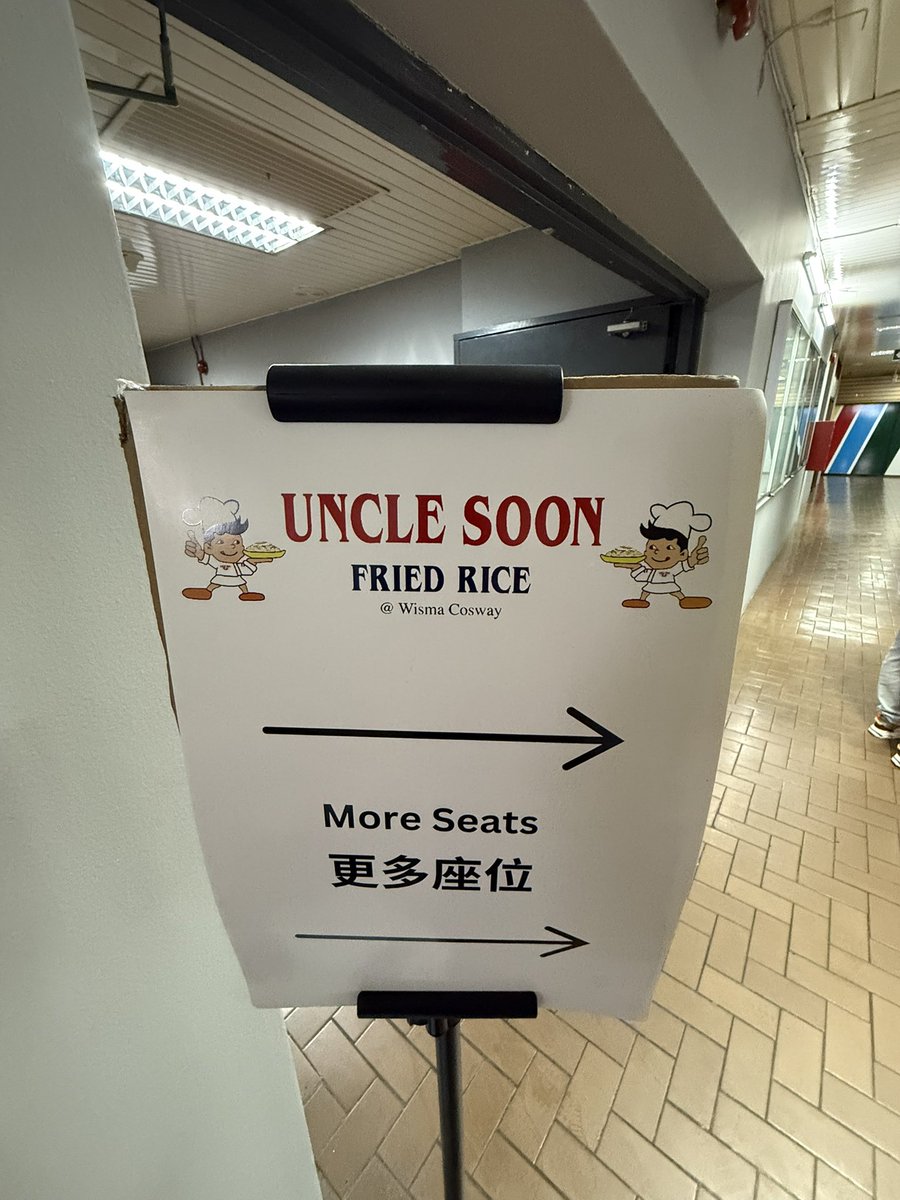 UNCLE SOON
FRIED RICE
@ Wisma Cosway
More Seats
更多座位